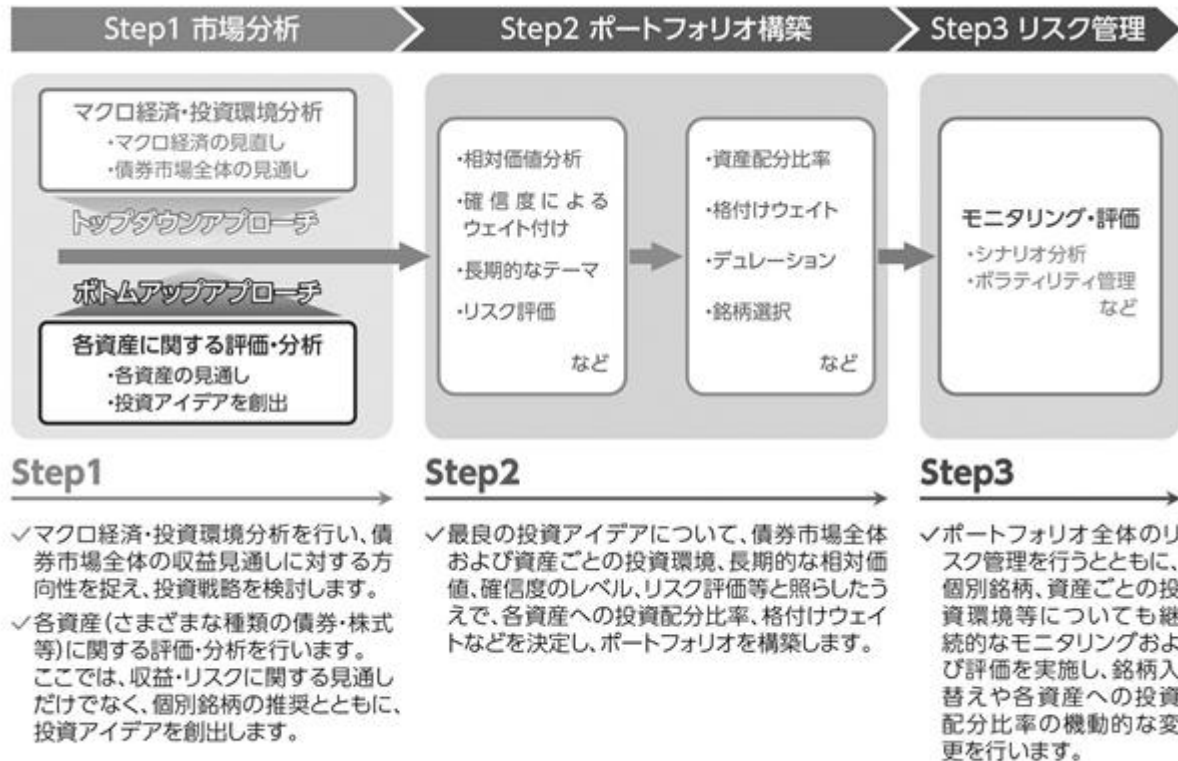 Step1 市場分析
Step2 ポートフォリオ構築
Step3 リスク管理
マクロ経済・投資環境分析
・マクロ経済の見直し
・債券市場全体の見通し
トップダウンアプローチ
ボトムアップアプローチ
各資産に関する評価・分析
・各資産の見通し
・投資アイデアを創出
・相対価値分析
・確信度による
ウェイト付け
・長期的なテーマ
・リスク評価
など
・資産配分比率
・格付けウェイト
・デュレーション
・銘柄選択
など
モニタリング・評価
・シナリオ分析
・ボラティリティ管理
など
Step1
✓マクロ経済・投資環境分析を行い、債
券市場全体の収益見通しに対する方
向性を捉え、投資戦略を検討します。
✓各資産(さまざまな種類の債券・株式
等)に関する評価・分析を行います。
ここでは、収益・リスクに関する見通し
だけでなく、個別銘柄の推奨とともに、
投資アイデアを創出します。
Step2
✓最良の投資アイデアについて、債券市場全体
および資産ごとの投資環境、長期的な相対価
値、確信度のレベル、リスク評価等と照らしたう
えで、各資産への投資配分比率、格付けウェイ
トなどを決定し、ポートフォリオを構築します。
Step3
✓ポートフォリオ全体のリ
スク管理を行うとともに、
個別銘柄、資産ごとの投
資環境等についても継
続的なモニタリングおよ
び評価を実施し、銘柄入
替えや各資産への投資
配分比率の機動的な変
更を行います。